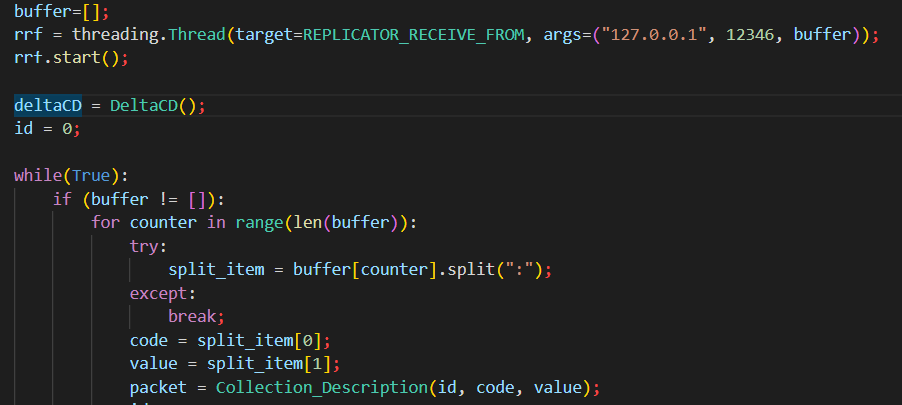 buffer=[];
rrf = threading.Thread(target=REPLICATOR_RECEIVE_FROM, args=("127.0.0.1", 12346, buffer));
rrf.start();
deltaCD = DeltaCD();
id = 0;
while(True):
if (buffer != []):
for counter in range(len(buffer)):
try:
split_item = buffer[counter].split(":");
except:
break;
code = split_item[0];
value = split_item[1];
packet = Collection_Description(id, code, value);